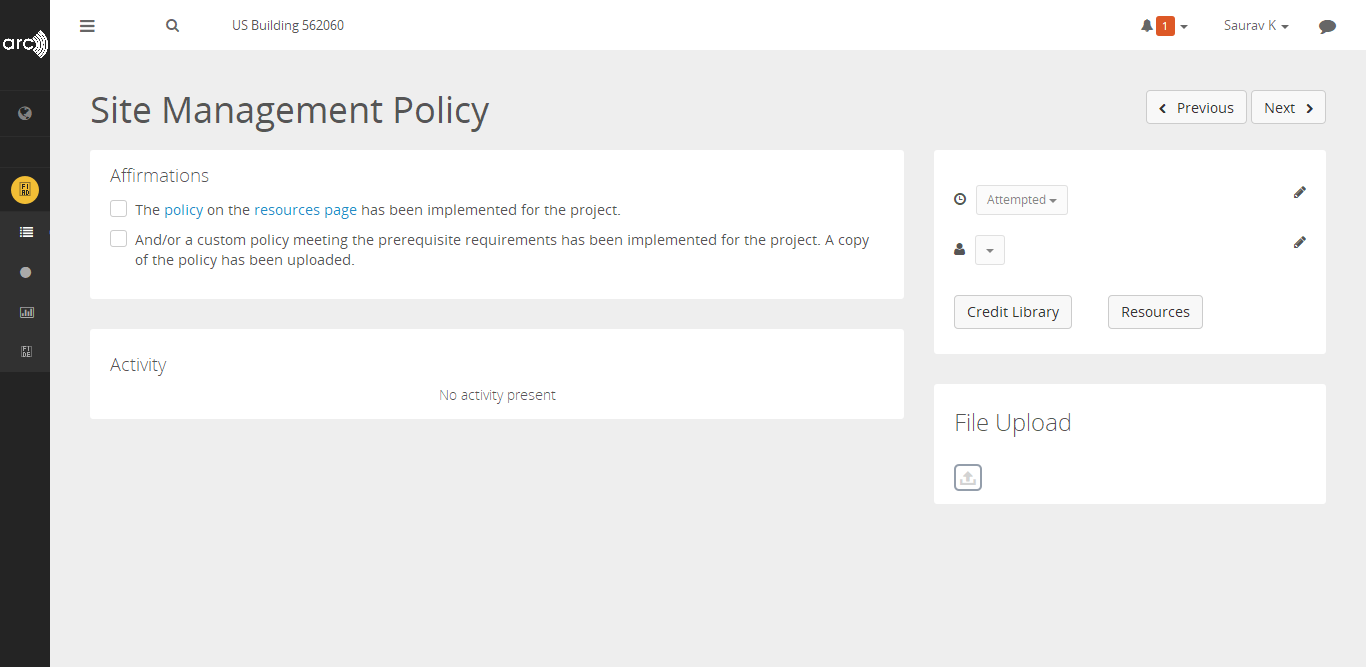 arc
US Building 562060
1
Saurav K
Site Management Policy
Previous
Next
Affirmations
The policy on the resources page has been implemented for the project.
And/or a custom policy meeting the prerequisite requirements has been implemented for the project. A copy
of the policy has been uploaded.
Attempted
Credit Library
Resources
Activity
No activity present
File Upload